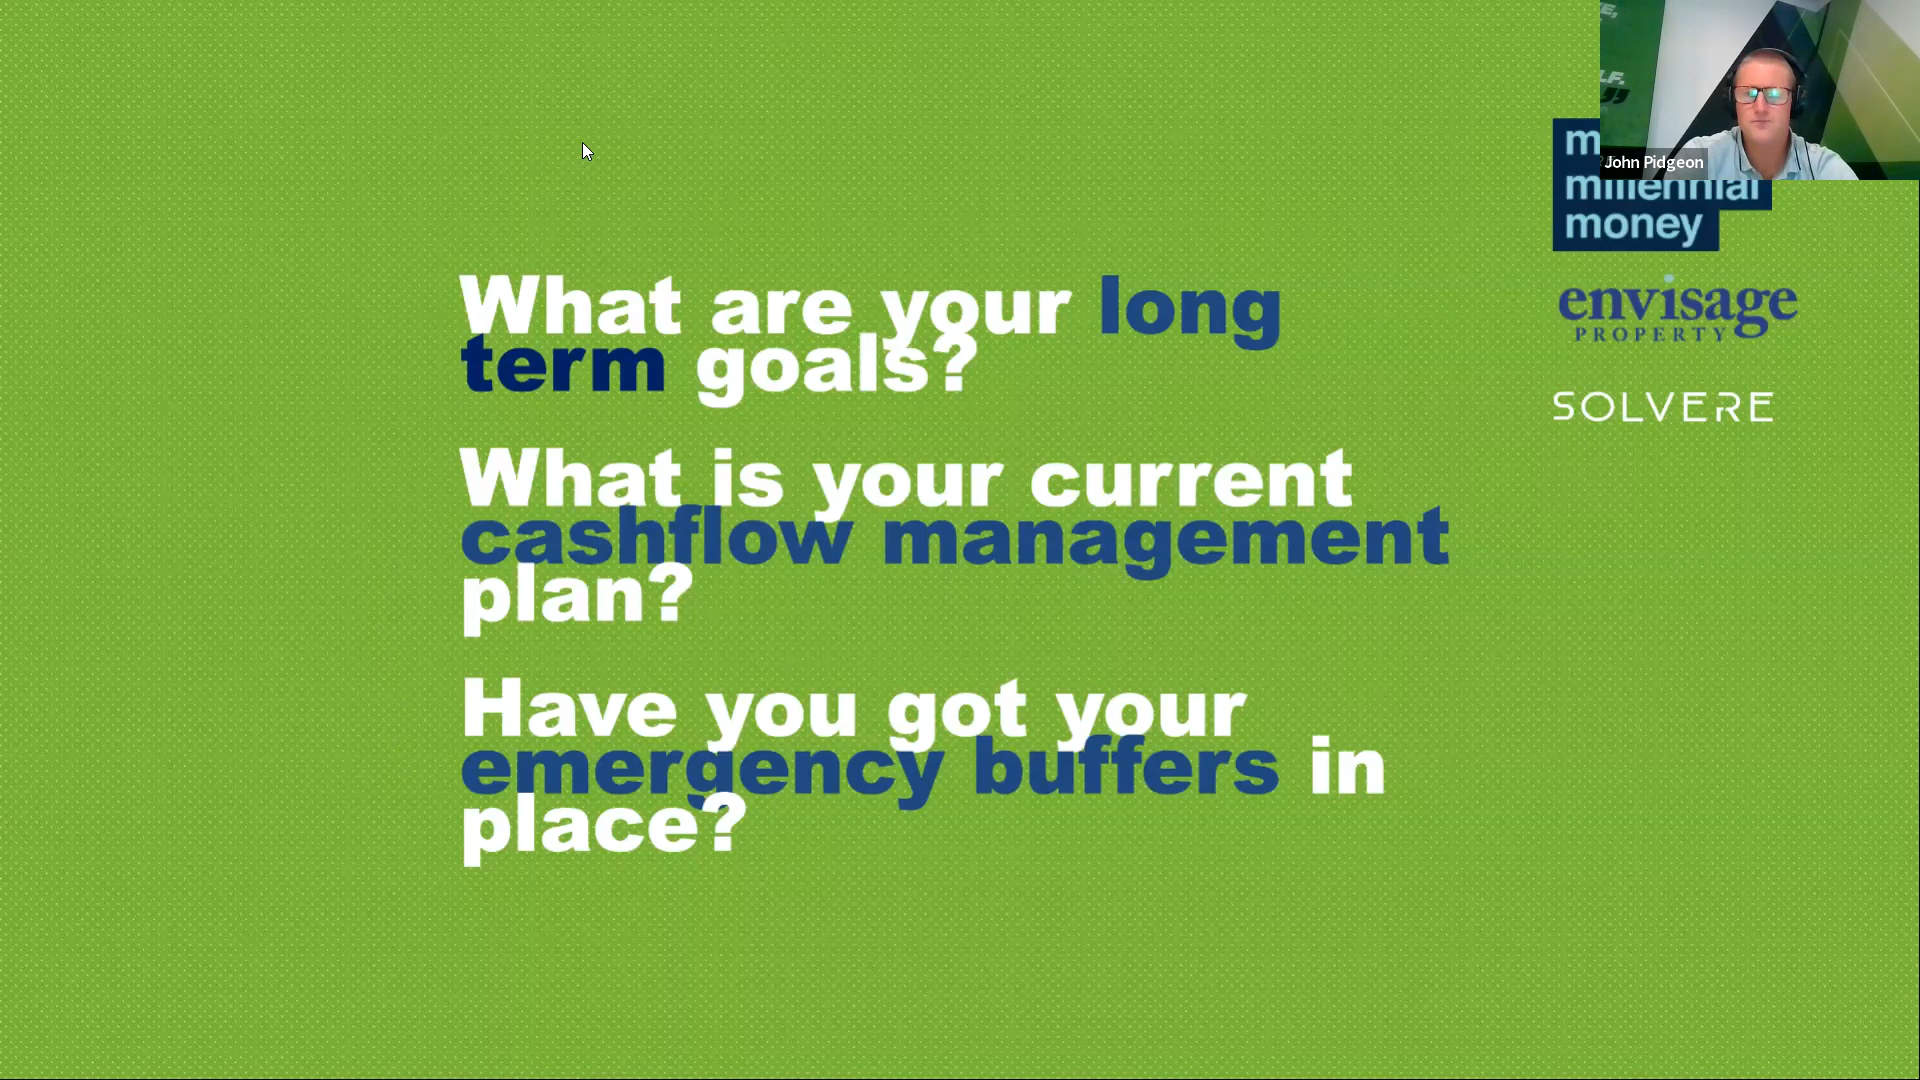 What are your long
term goals?
What is your current
cashflow management
plan?
Have you got your
emergency buffers in
place?
LF.
John Pidgeon
millennial
money
envisage
PROPERTY
SOLVERE